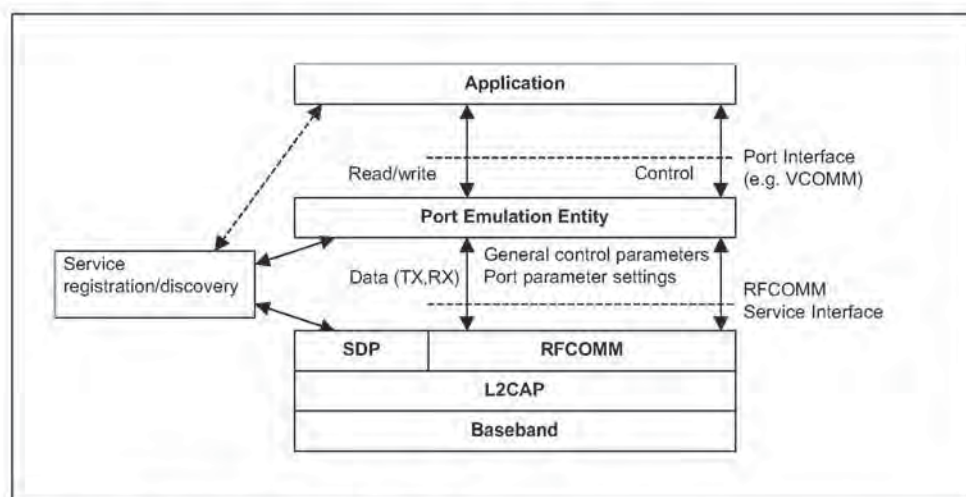 Application
Read/write
Control
Port Interface
(e.g. VCOMM)
Port Emulation Entity
Service
registration/discovery
Data (TX,RX)
General control parameters
Port parameter settings
RFCOMM
Service Interface
SDP
RFCOMM
L2CAP
Baseband